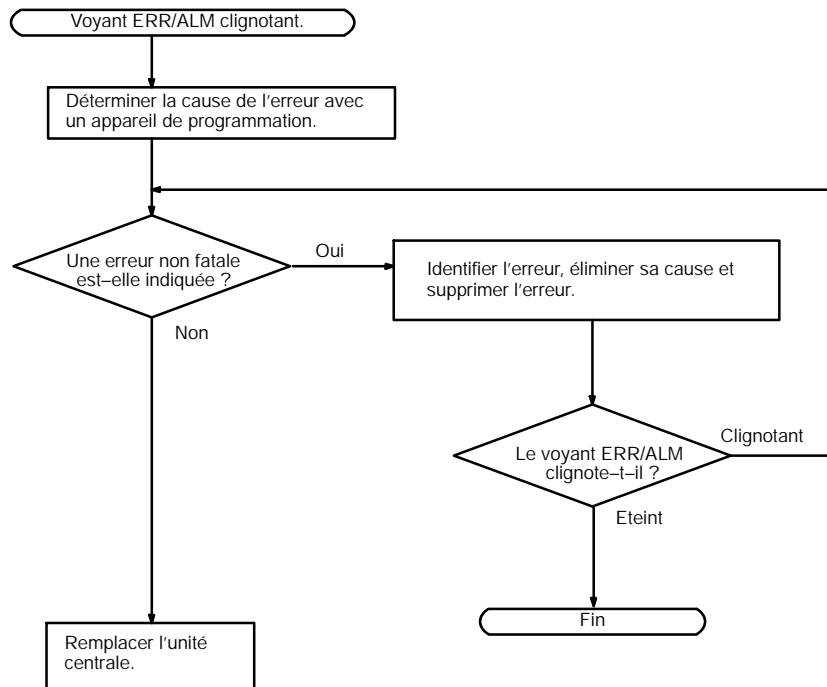 Voyant ERR/ALM clignotant.
Déterminer la cause de l'erreur avec
un appareil de programmation.
Une erreur non fatale
est–elle indiquée ?
Oui
Non
Identifier l'erreur, éliminer sa cause et
supprimer l'erreur.
Le voyant ERR/ALM
clignote–t–il ?
Clignotant
Eteint
Fin
Remplacer l'unité
centrale.